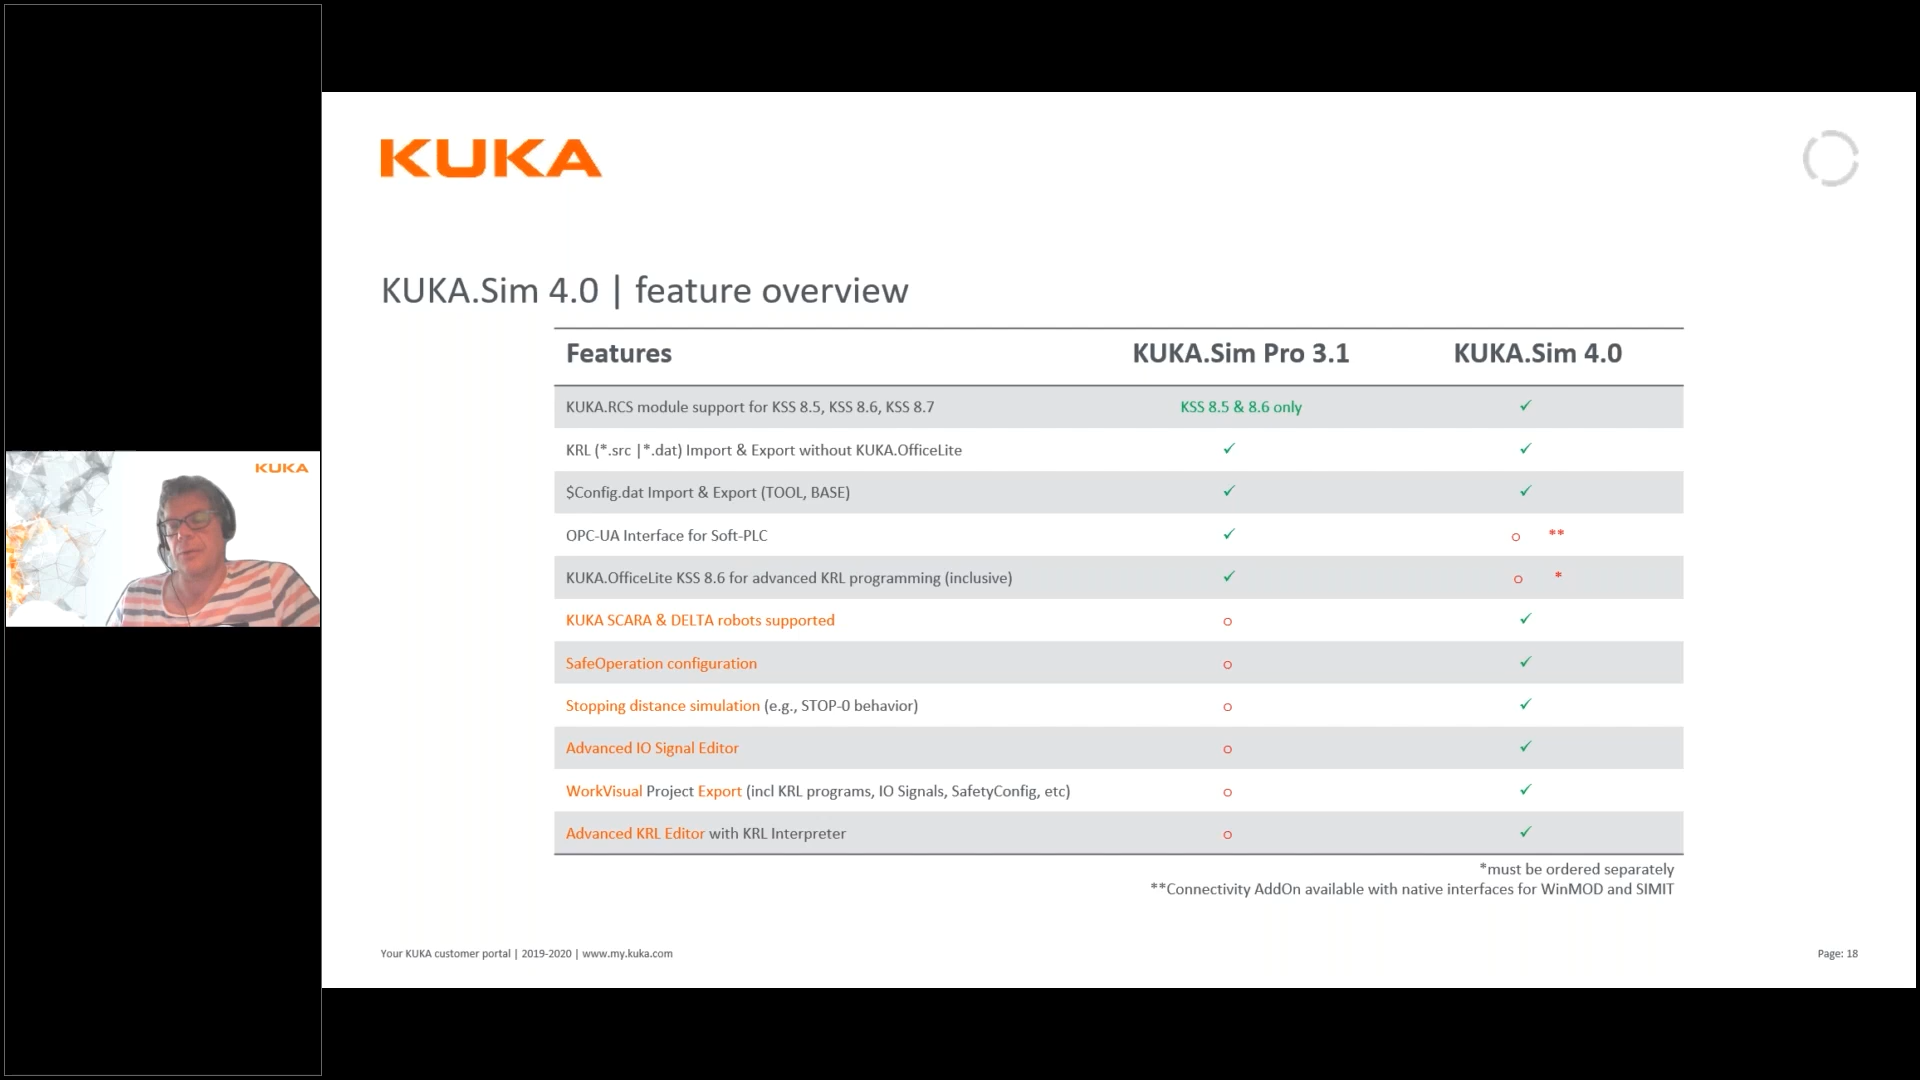 KUKA
KUKA
KUKA.Sim 4.0 | feature overview
Features KUKA.Sim Pro 3.1 KUKA.Sim 4.0
KUKA.RCS module support for KSS 8.5, KSS 8.6, KSS 8.7 KSS 8.5 & 8.6 only ✓
KRL (*.src |*.dat) Import & Export without KUKA.OfficeLite ✓ ✓
$Config.dat Import & Export (TOOL, BASE) ✓ ✓
OPC-UA Interface for Soft-PLC ✓ o **
KUKA.OfficeLite KSS 8.6 for advanced KRL programming (inclusive) ✓ o *
KUKA SCARA & DELTA robots supported o ✓
SafeOperation configuration o ✓
Stopping distance simulation (e.g., STOP-0 behavior) o ✓
Advanced IO Signal Editor o ✓
WorkVisual Project Export (incl KRL programs, IO Signals, SafetyConfig, etc) o ✓
Advanced KRL Editor with KRL Interpreter o ✓
*must be ordered separately
**Connectivity AddOn available with native interfaces for WinMOD and SIMIT
Your KUKA customer portal | 2019-2020 | www.my.kuka.com Page: 18